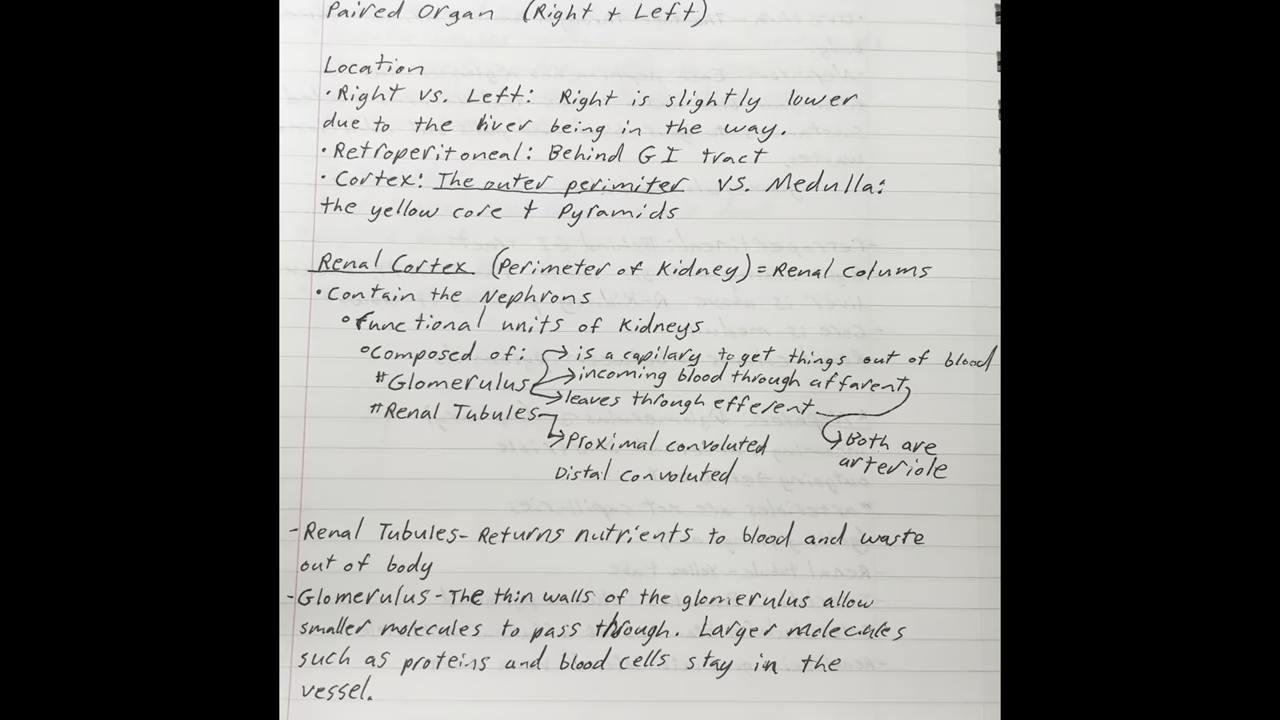 Paired Organ (Right + Left)
Location
• Right vs. Left: Right is slightly lower
due to the liver being in the way.
• Retroperitoneal: Behind GI tract
• Cortex: The outer perimiter vs. Medulla:
the yellow core + Pyramids
Renal Cortex (Perimeter of Kidney) = Renal colums
• Contain the Nephrons
° Functional units of Kidneys
° Composed of: → is a capilary to get things out of blood
# Glomerulus → incoming blood through affarent
→ leaves through efferent
# Renal Tubules
→ Proximal convoluted → Both are
Distal convoluted arteriole
- Renal Tubules - Returns nutrients to blood and waste
out of body
- Glomerulus - The thin walls of the glomerulus allow
smaller molecules to pass through. Larger molecules
such as proteins and blood cells stay in the
vessel.